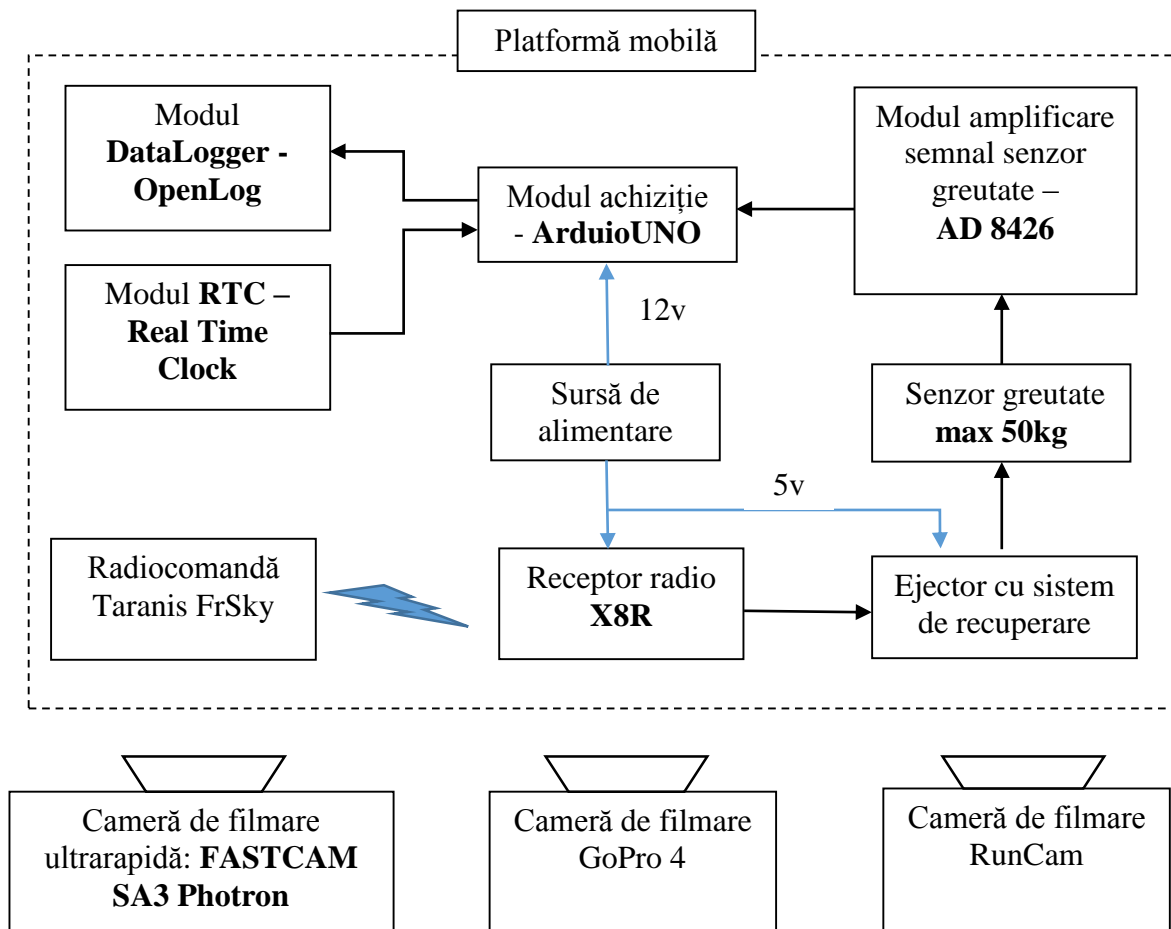 Platformă mobilă
Modul
DataLogger -
OpenLog
Modul achiziție
- ArduioUNO
Modul amplificare
semnal senzor
greutate –
AD 8426
Modul RTC –
Real Time
Clock
12v
Sursă de
alimentare
Senzor greutate
max 50kg
5v
Radiocomandă
Taranis FrSky
Receptor radio
X8R
Ejector cu sistem
de recuperare
Cameră de filmare
ultrarapidă: FASTCAM
SA3 Photron
Cameră de filmare
GoPro 4
Cameră de filmare
RunCam